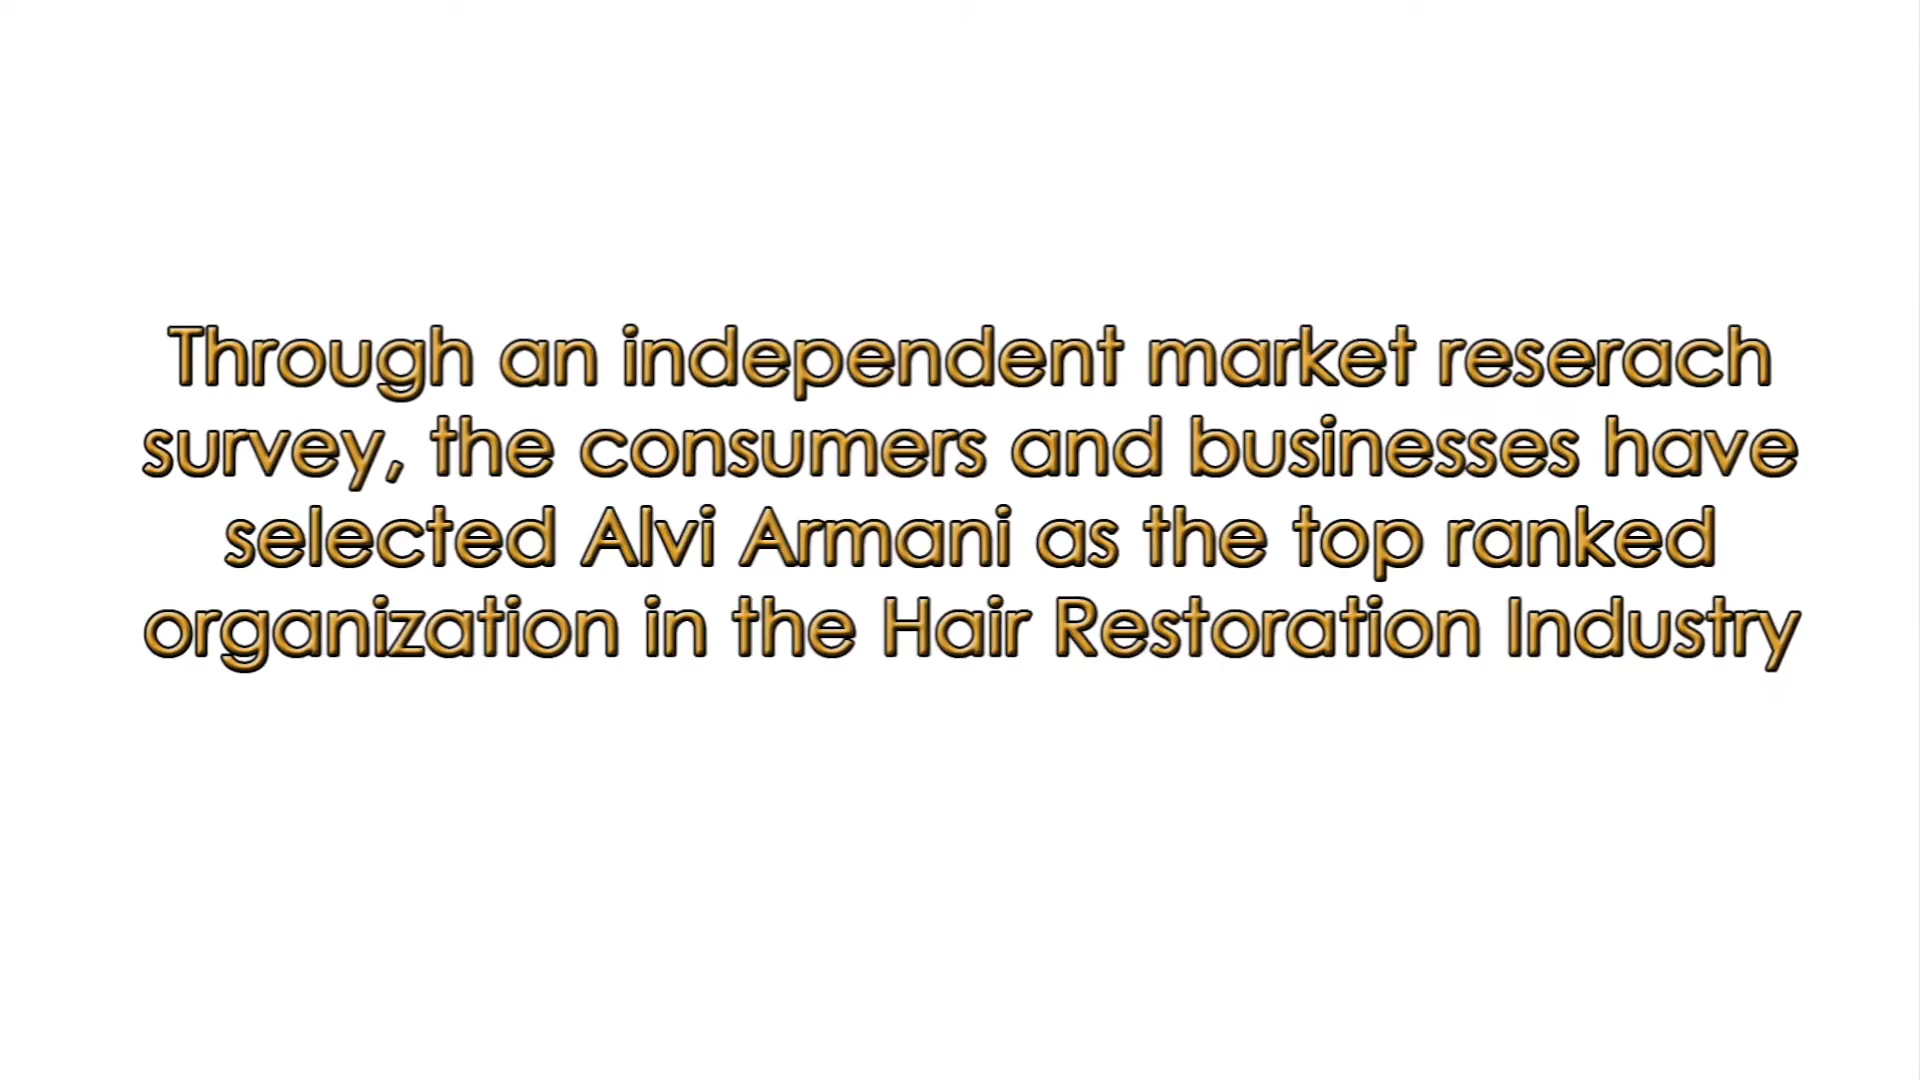 Through an independent market reserach
survey, the consumers and businesses have
selected Alvi Armani as the top ranked
organization in the Hair Restoration Industry